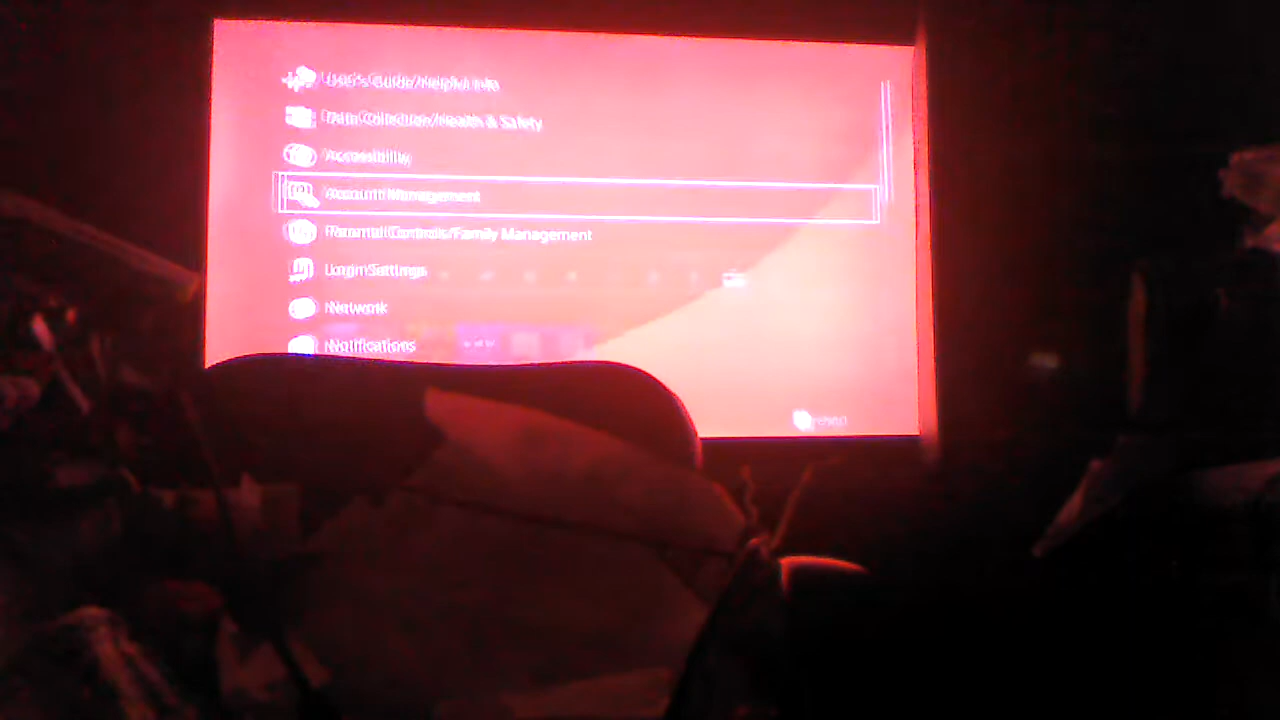 User's Guide/Helpful Info
Data Collection/Health & Safety
Accessibility
Account Management
Parental Controls/Family Management
Login Settings
Network
Notifications